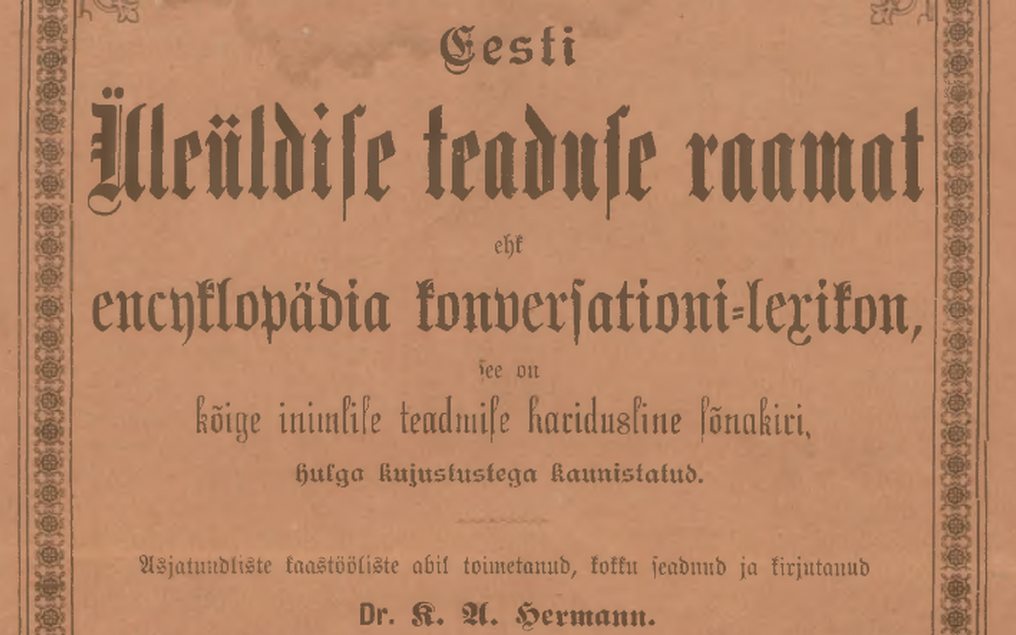 Eesti
Üleüldise teaduse raamat
ehk
encyklopädia konversationi-lexikon,
see on
kõige inimlise teadmise haridusline sõnakiri,
hulga kujustustega kaunistatud.
Asjatundliste kaastööliste abil toimetanud, kokku seadnud ja kirjutanud
Dr. K. A. Hermann.